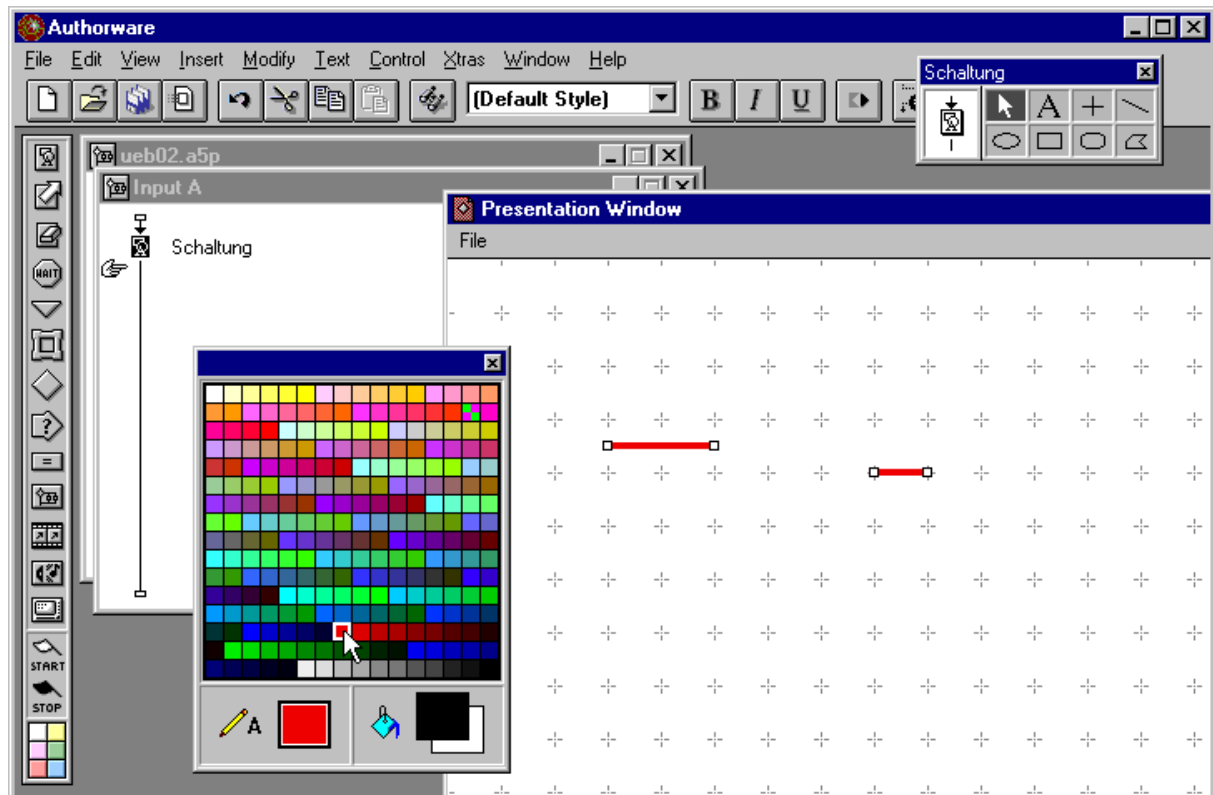 Authorware
File Edit View Insert Modify Text Control Xtras Window Help
(Default Style) B I U
Schaltung
A
ueb02.a5p
Input A
Schaltung
Presentation Window
File
WAIT
?
=
START
STOP
A